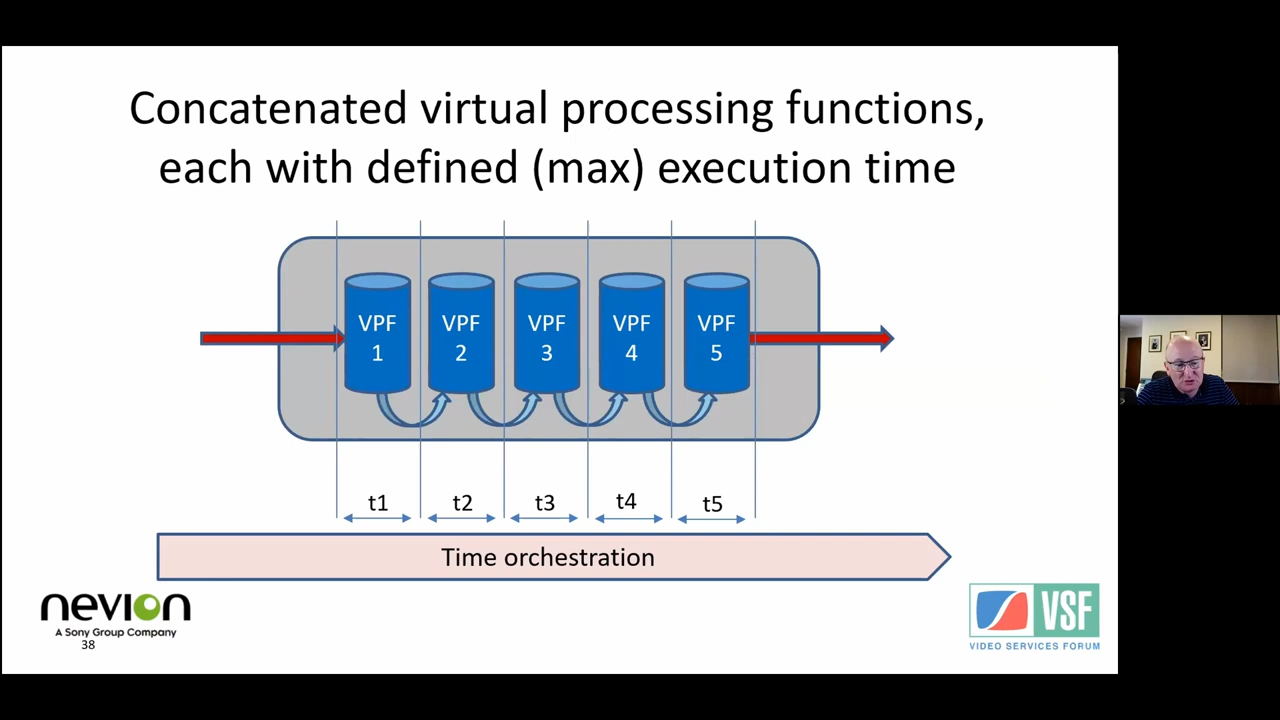 Concatenated virtual processing functions,
each with defined (max) execution time
VPF
1
VPF
2
VPF
3
VPF
4
VPF
5
t1
t2
t3
t4
t5
Time orchestration
nevion
A Sony Group Company
38
VSF
VIDEO SERVICES FORUM